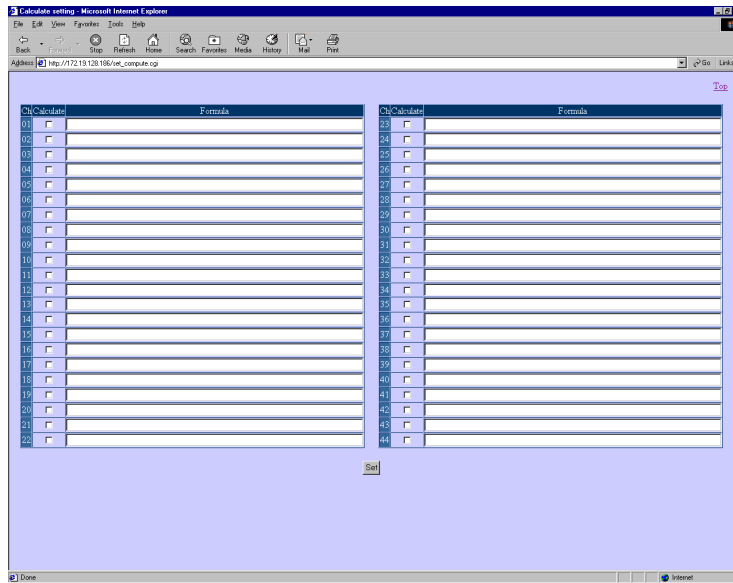 Calculate setting - Microsoft Internet Explorer
File Edit View Favorites Tools Help
Back Forward Stop Refresh Home Search Favorites Media History Mail Print
Address http://172.19.128.186/set_compute.cgi Go Links
Top
Ch Calculate Formula Ch Calculate Formula
01 23
02 24
03 25
04 26
05 27
06 28
07 29
08 30
09 31
10 32
11 33
12 34
13 35
14 36
15 37
16 38
17 39
18 40
19 41
20 42
21 43
22 44
Set
Done Internet